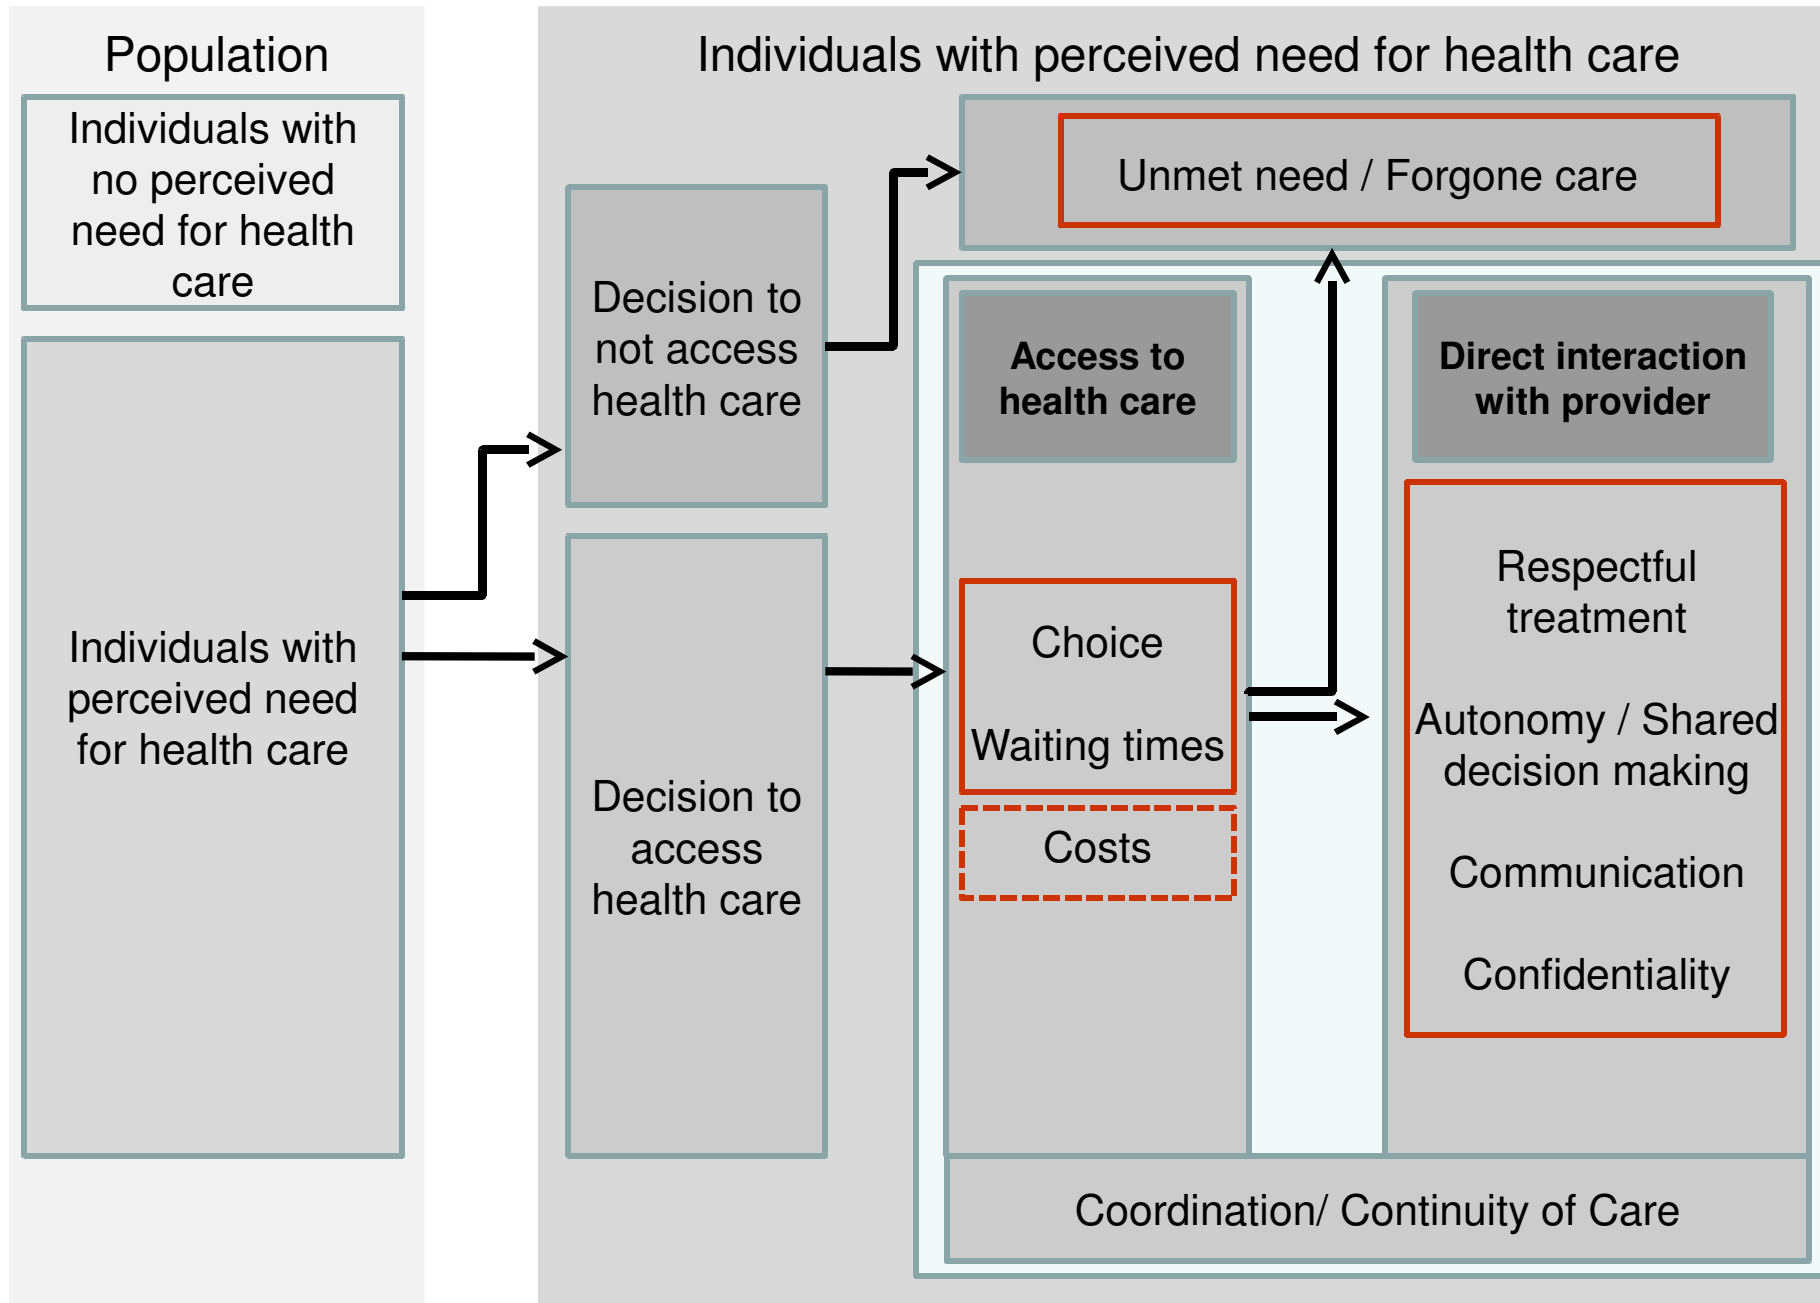 Population
Individuals with
no perceived
need for health
care
Individuals with
perceived need
for health care
Individuals with perceived need for health care
Decision to
not access
health care
Decision to
access
health care
Unmet need / Forgone care
Access to
health care
Choice
Waiting times
Costs
Direct interaction
with provider
Respectful
treatment
Autonomy / Shared
decision making
Communication
Confidentiality
Coordination/ Continuity of Care